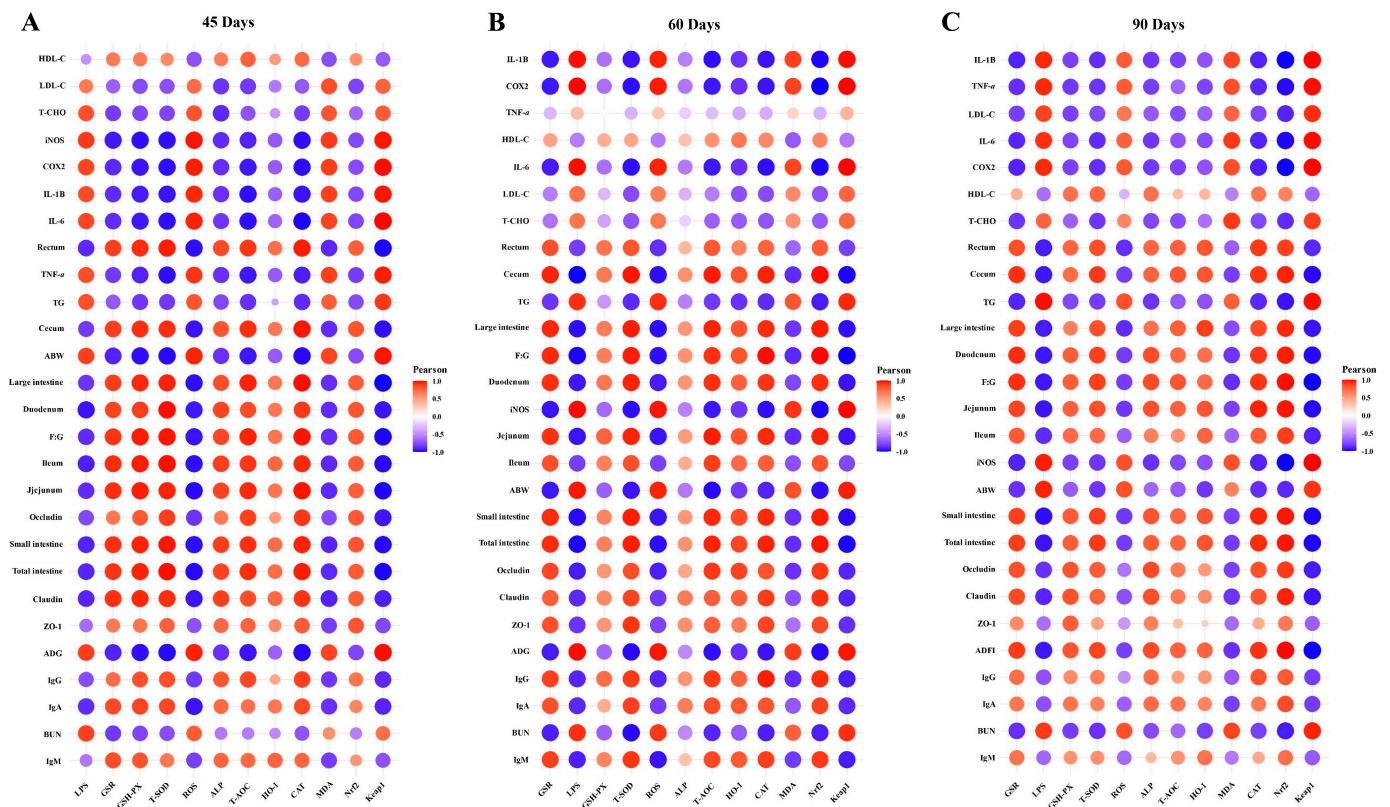 A
45 Days
HDL-C
LDL-C
T-CHO
iNOS
COX2
IL-1B
IL-6
Rectum
TNF-a
TG
Cecum
ABW
Large intestine
Duodenum
F:G
Ileum
Jjejunum
Occludin
Small intestine
Total intestine
Claudin
ZO-1
ADG
IgG
IgA
BUN
IgM
LPS
GSR
GSH-PX
T-SOD
ROS
ALP
T-AOC
HO-1
CAT
MDA
Nrf2
Keap1
Pearson
1.0
0.5
0.0
-0.5
-1.0
B
60 Days
IL-1B
COX2
TNF-a
HDL-C
IL-6
LDL-C
T-CHO
Rectum
Cecum
TG
Large intestine
F:G
Duodenum
iNOS
Jejunum
Ileum
ABW
Small intestine
Total intestine
Occludin
Claudin
ZO-1
ADG
IgG
IgA
BUN
IgM
GSR
LPS
GSH-PX
T-SOD
ROS
ALP
T-AOC
HO-1
CAT
MDA
Nrf2
Keap1
Pearson
1.0
0.5
0.0
-0.5
-1.0
C
90 Days
IL-1B
TNF-a
LDL-C
IL-6
COX2
HDL-C
T-CHO
Rectum
Cecum
TG
Large intestine
Duodenum
F:G
Jejunum
Ileum
iNOS
ABW
Small intestine
Total intestine
Occludin
Claudin
ZO-1
ADFI
IgG
IgA
BUN
IgM
GSR
LPS
GSH-PX
T-SOD
ROS
ALP
T-AOC
HO-1
MDA
CAT
Nrf2
Keap1
Pearson
1.0
0.5
0.0
-0.5
-1.0